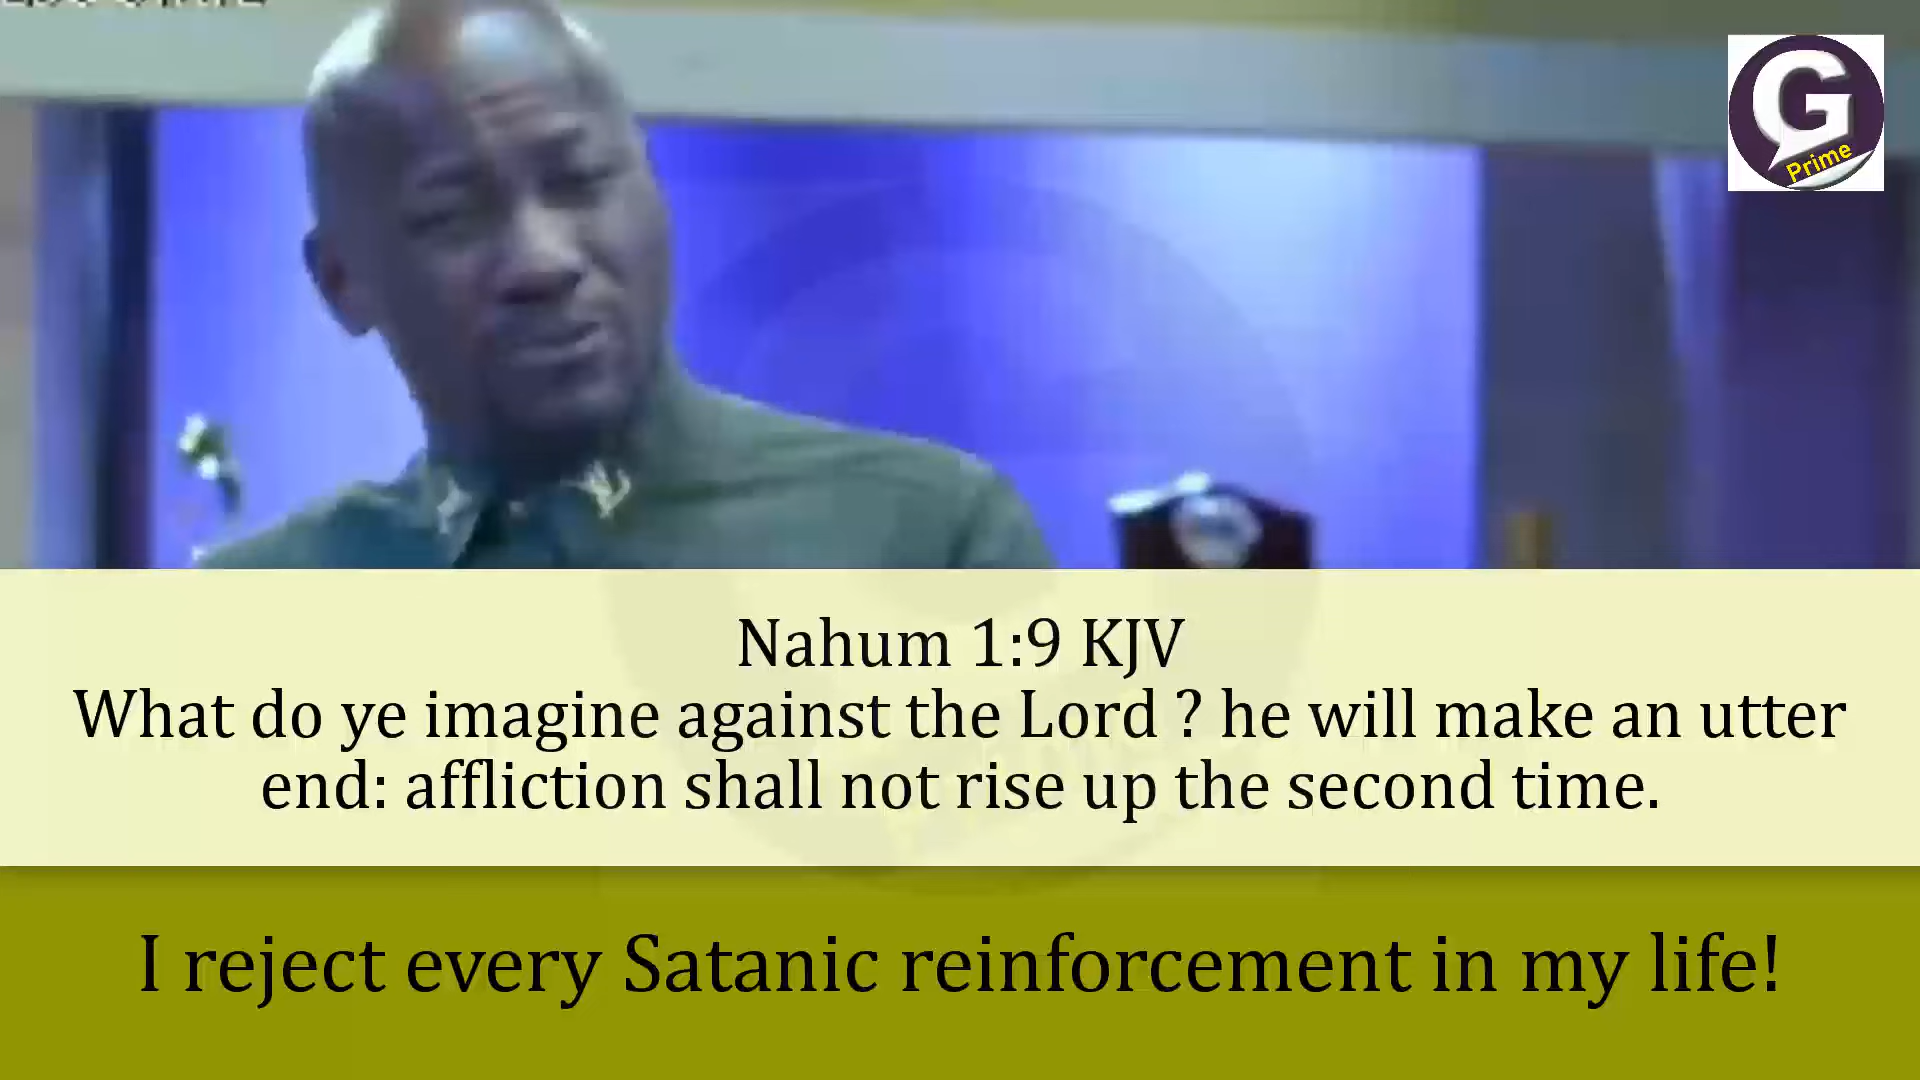 G
Prime
Nahum 1:9 KJV
What do ye imagine against the Lord ? he will make an utter
end: affliction shall not rise up the second time.
I reject every Satanic reinforcement in my life!